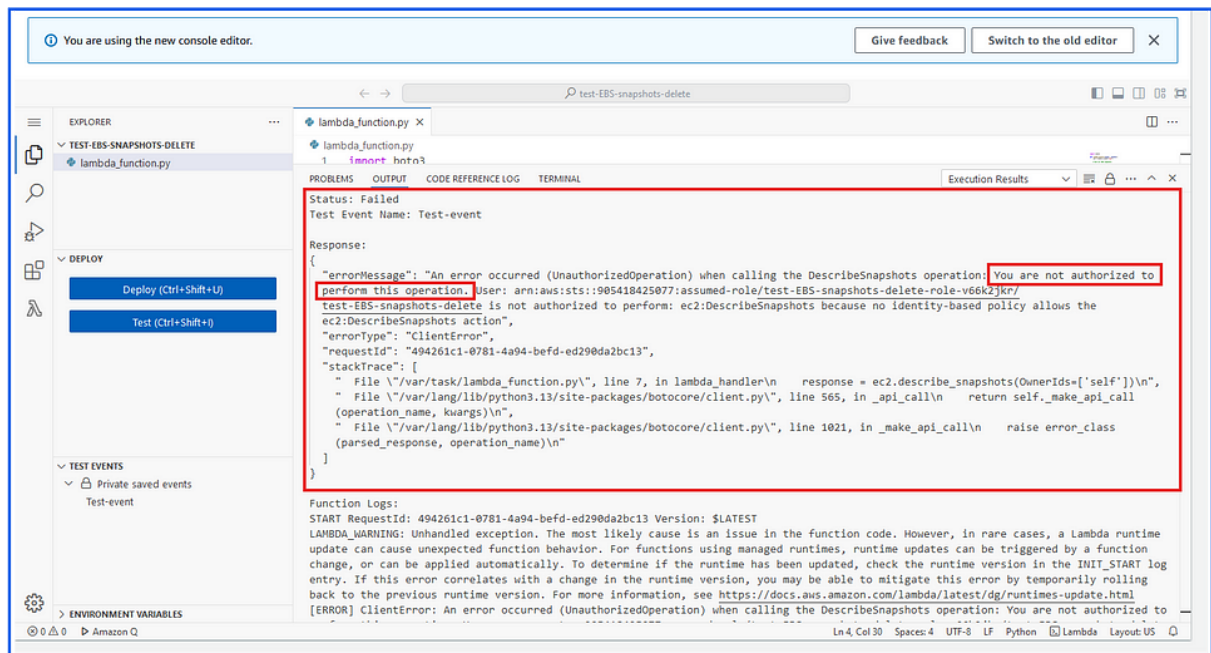 You are using the new console editor.
Give feedback
Switch to the old editor
test-EBS-snapshots-delete
EXPLORER
lambda_function.py
TEST-EBS-SNAPSHOTS-DELETE
lambda_function.py
lambda_function.py
1 import boto3
PROBLEMS OUTPUT CODE REFERENCE LOG TERMINAL
Execution Results
Status: Failed
Test Event Name: Test-event
Response:
{
"errorMessage": "An error occurred (UnauthorizedOperation) when calling the DescribeSnapshots operation: You are not authorized to
perform this operation. User: arn:aws:sts::905418425077:assumed-role/test-EBS-snapshots-delete-role-v66k2jkr/
test-EBS-snapshots-delete is not authorized to perform: ec2:DescribeSnapshots because no identity-based policy allows the
ec2:DescribeSnapshots action",
"errorType": "ClientError",
"requestId": "494261c1-0781-4a94-befd-ed290da2bc13",
"stackTrace": [
" File \"/var/task/lambda_function.py\", line 7, in lambda_handler\n    response = ec2.describe_snapshots(OwnerIds=['self'])\n",
" File \"/var/lang/lib/python3.13/site-packages/botocore/client.py\", line 565, in _api_call\n    return self._make_api_call
(operation_name, kwargs)\n",
" File \"/var/lang/lib/python3.13/site-packages/botocore/client.py\", line 1021, in _make_api_call\n    raise error_class
(parsed_response, operation_name)\n"
]
}
DEPLOY
Deploy (Ctrl+Shift+U)
Test (Ctrl+Shift+I)
TEST EVENTS
Private saved events
Test-event
Function Logs:
START RequestId: 494261c1-0781-4a94-befd-ed290da2bc13 Version: $LATEST
LAMBDA_WARNING: Unhandled exception. The most likely cause is an issue in the function code. However, in rare cases, a Lambda runtime
update can cause unexpected function behavior. For functions using managed runtimes, runtime updates can be triggered by a function
change, or can be applied automatically. To determine if the runtime has been updated, check the runtime version in the INIT_START log
entry. If this error correlates with a change in the runtime version, you may be able to mitigate this error by temporarily rolling
back to the previous runtime version. For more information, see https://docs.aws.amazon.com/lambda/latest/dg/runtimes-update.html
[ERROR] ClientError: An error occurred (UnauthorizedOperation) when calling the DescribeSnapshots operation: You are not authorized to
ENVIRONMENT VARIABLES
0 0 Amazon Q
Ln 4, Col 30 Spaces: 4 UTF-8 LF Python Lambda Layout: US